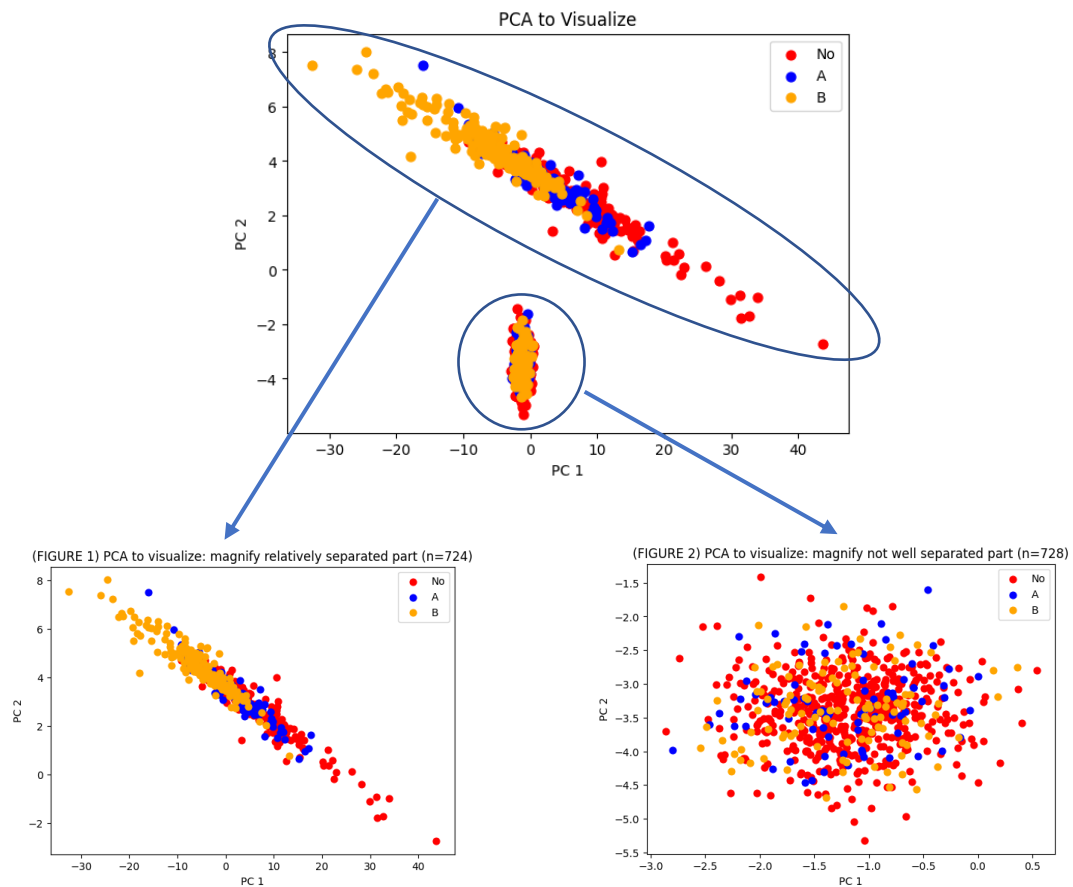 PCA to Visualize
No
A
B
8
6
4
2
0
−2
−4
PC 2
−30
−20
−10
0
10
20
30
40
PC 1
(FIGURE 1) PCA to visualize: magnify relatively separated part (n=724)
No
A
B
8
6
4
2
0
−2
PC 2
−30
−20
−10
0
10
20
30
40
PC 1
(FIGURE 2) PCA to visualize: magnify not well separated part (n=728)
No
A
B
−1.5
−2.0
−2.5
−3.0
−3.5
−4.0
−4.5
−5.0
−5.5
PC 2
−3.0
−2.5
−2.0
−1.5
−1.0
−0.5
0.0
0.5
PC 1